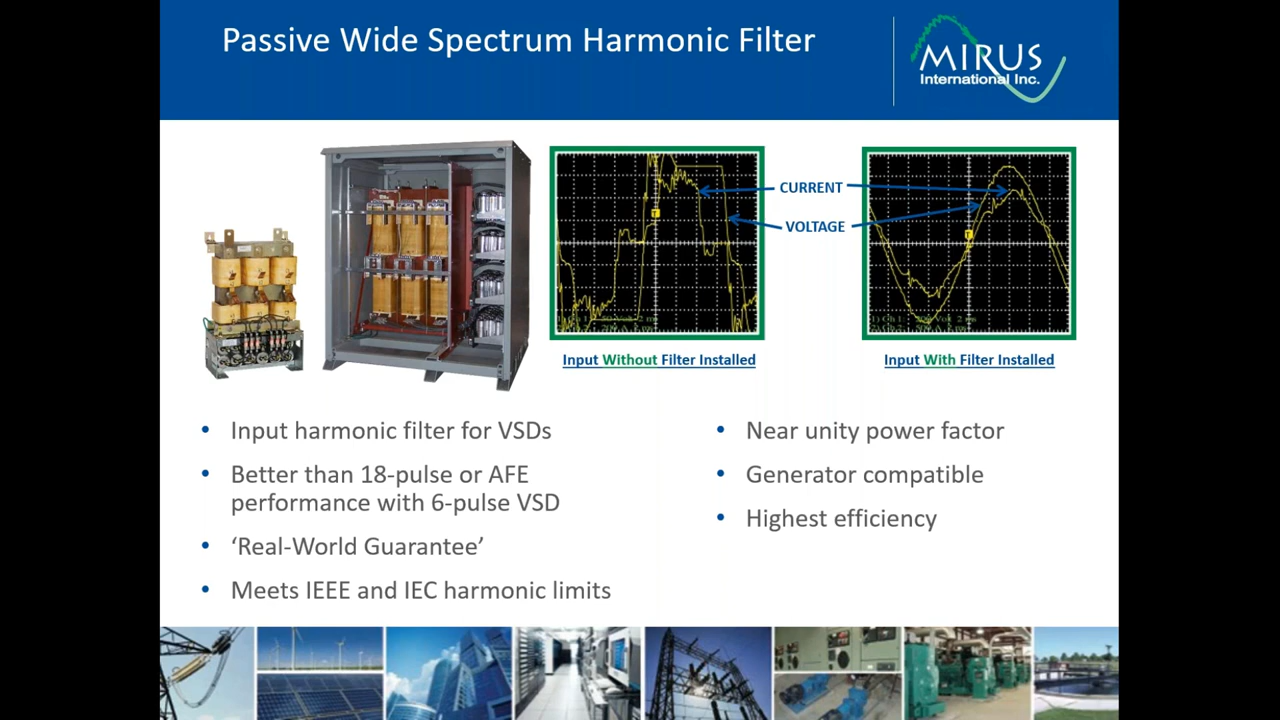 Passive Wide Spectrum Harmonic Filter
MIRUS
International Inc.
CURRENT
VOLTAGE
Input Without Filter Installed
Input With Filter Installed
• Input harmonic filter for VSDs
• Better than 18-pulse or AFE
performance with 6-pulse VSD
• ‘Real-World Guarantee’
• Meets IEEE and IEC harmonic limits
• Near unity power factor
• Generator compatible
• Highest efficiency